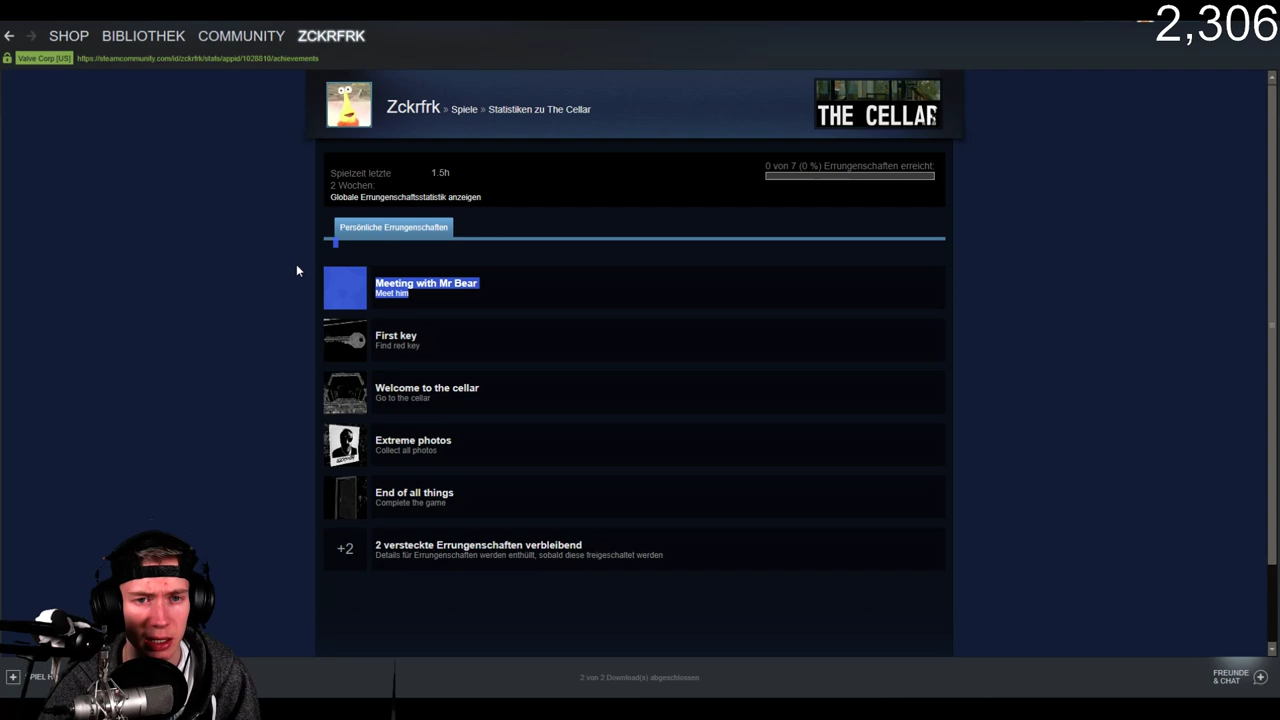 2,306
SHOP BIBLIOTHEK COMMUNITY ZCKRFRK
Valve Corp [US] https://steamcommunity.com/id/zckrfrk/stats/appid/1028810/achievements
Zckrfrk » Spiele » Statistiken zu The Cellar
THE CELLAR
Spielzeit letzte 1.5h
2 Wochen:
0 von 7 (0 %) Errungenschaften erreicht:
Globale Errungenschaftsstatistik anzeigen
Persönliche Errungenschaften
Meeting with Mr Bear
Meet him
First key
Find red key
Welcome to the cellar
Go to the cellar
Extreme photos
Collect all photos
End of all things
Complete the game
+2
2 versteckte Errungenschaften verbleibend
Details für Errungenschaften werden enthüllt, sobald diese freigeschaltet werden
SPIEL H
2 von 2 Download(s) abgeschlossen
FREUNDE
& CHAT